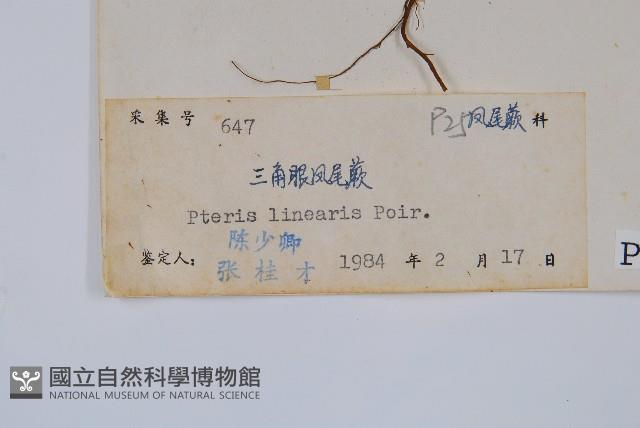 采集号 647 P25凤尾蕨科
三角眼凤尾蕨
Pteris linearis Poir.
鉴定人: 陈少卿
张桂才 1984 年 2 月 17 日
P
國立自然科學博物館
NATIONAL MUSEUM OF NATURAL SCIENCE